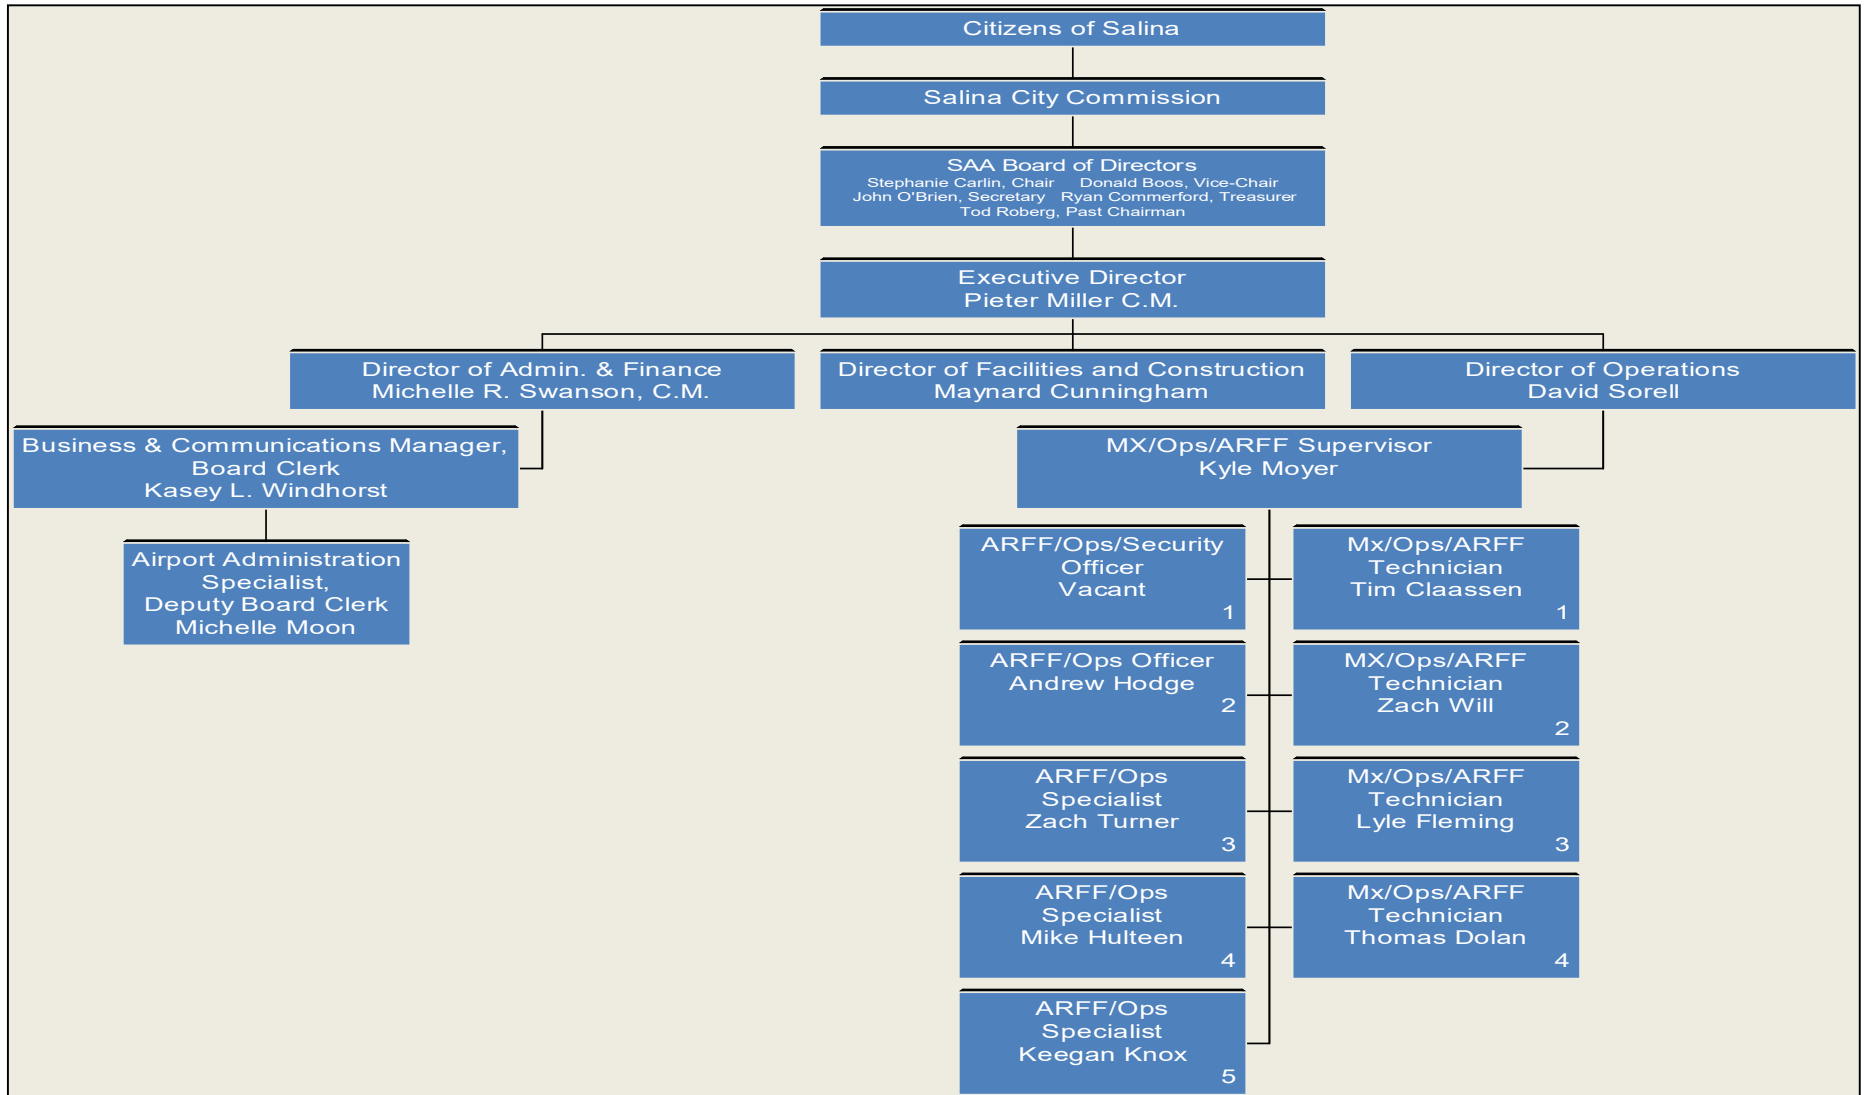 Citizens of Salina
Salina City Commission
SAA Board of Directors
Stephanie Carlin, Chair Donald Boos, Vice-Chair
John O'Brien, Secretary Ryan Commerford, Treasurer
Tod Roberg, Past Chairman
Executive Director
Pieter Miller C.M.
Director of Admin. & Finance
Michelle R. Swanson, C.M.
Director of Facilities and Construction
Maynard Cunningham
Director of Operations
David Sorell
Business & Communications Manager,
Board Clerk
Kasey L. Windhorst
MX/Ops/ARFF Supervisor
Kyle Moyer
Airport Administration
Specialist,
Deputy Board Clerk
Michelle Moon
ARFF/Ops/Security
Officer
Vacant
1
Mx/Ops/ARFF
Technician
Tim Claassen
1
ARFF/Ops Officer
Andrew Hodge
2
MX/Ops/ARFF
Technician
Zach Will
2
ARFF/Ops
Specialist
Zach Turner
3
Mx/Ops/ARFF
Technician
Lyle Fleming
3
ARFF/Ops
Specialist
Mike Hulteen
4
Mx/Ops/ARFF
Technician
Thomas Dolan
4
ARFF/Ops
Specialist
Keegan Knox
5